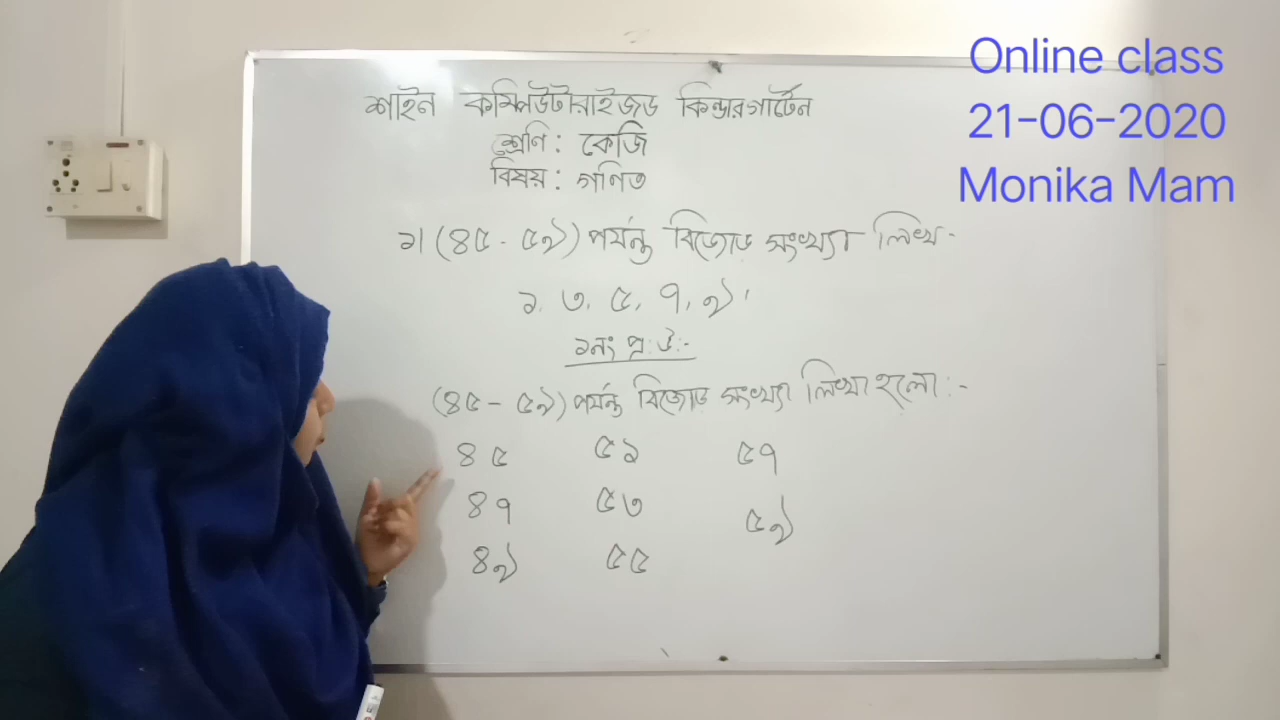 Online class
21-06-2020
Monika Mam
শাইন কম্পিউটারাইজড কিন্ডারগার্টেন
শ্রেণি : কেজি
বিষয় : গণিত
১। (৪৫ - ৫৯) পর্যন্ত বিজোড় সংখ্যা লিখ-
১, ৩, ৫, ৭, ৯,
১নং প্র: উ:-
(৪৫ - ৫৯) পর্যন্ত বিজোড় সংখ্যা লিখা হলো :-
৪৫ ৫১ ৫৭
৪৭ ৫৩ ৫৯
৪৯ ৫৫